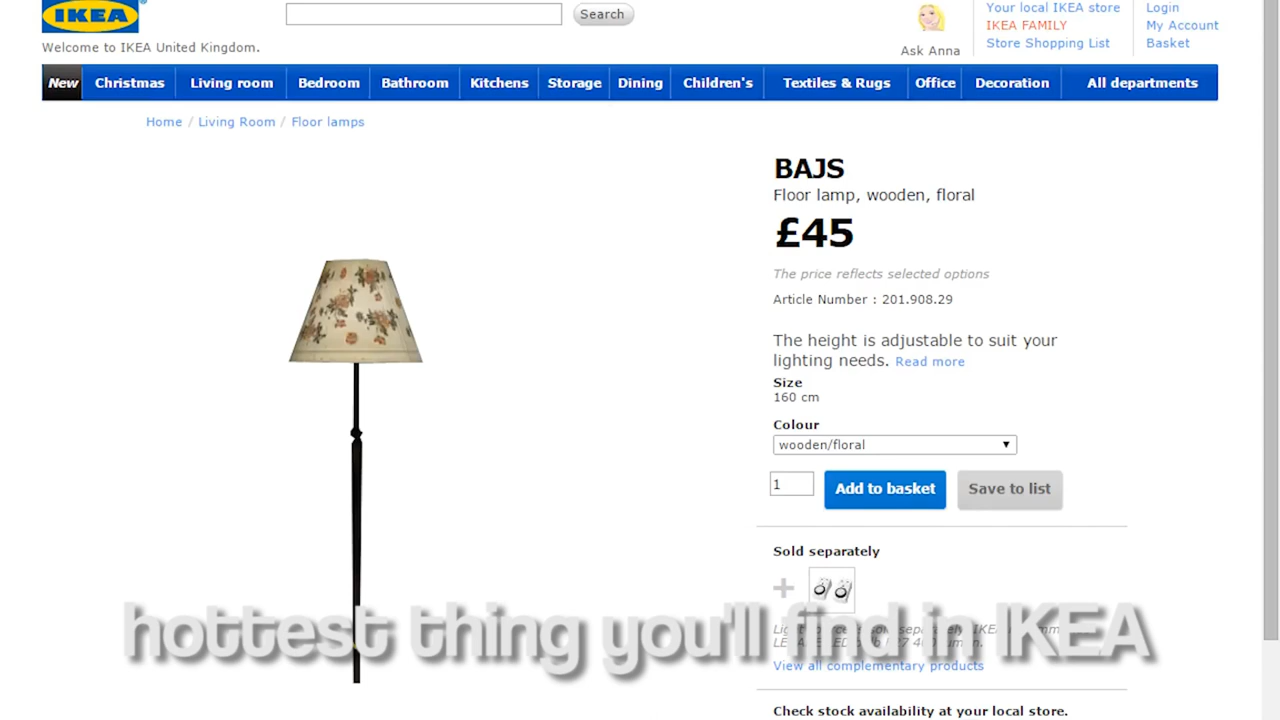 IKEA
Search
Welcome to IKEA United Kingdom.
Ask Anna
Your local IKEA store
IKEA FAMILY
Store Shopping List
Login
My Account
Basket
New Christmas Living room Bedroom Bathroom Kitchens Storage Dining Children's Textiles & Rugs Office Decoration All departments
Home / Living Room / Floor lamps
BAJS
Floor lamp, wooden, floral
£45
The price reflects selected options
Article Number : 201.908.29
The height is adjustable to suit your
lighting needs. Read more
Size
160 cm
Colour
wooden/floral
1 Add to basket Save to list
Sold separately
+
hottest thing you'll find in IKEA
View all complementary products
Check stock availability at your local store.